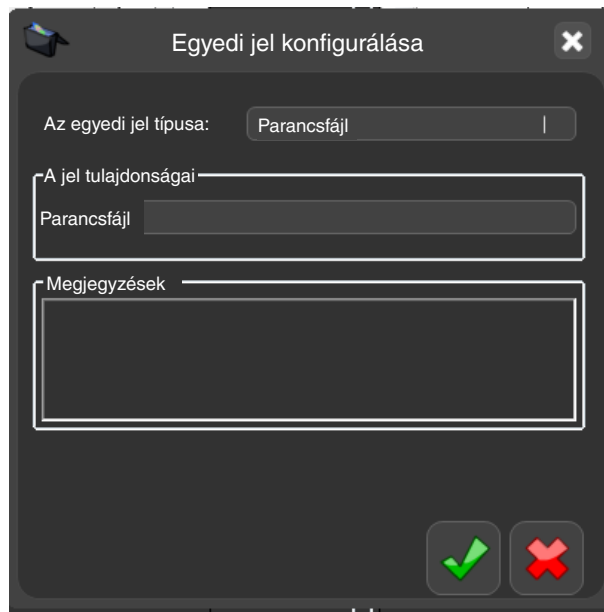 Egyedi jel konfigurálása
Az egyedi jel típusa: Parancsfájl
A jel tulajdonságai
Parancsfájl
Megjegyzések